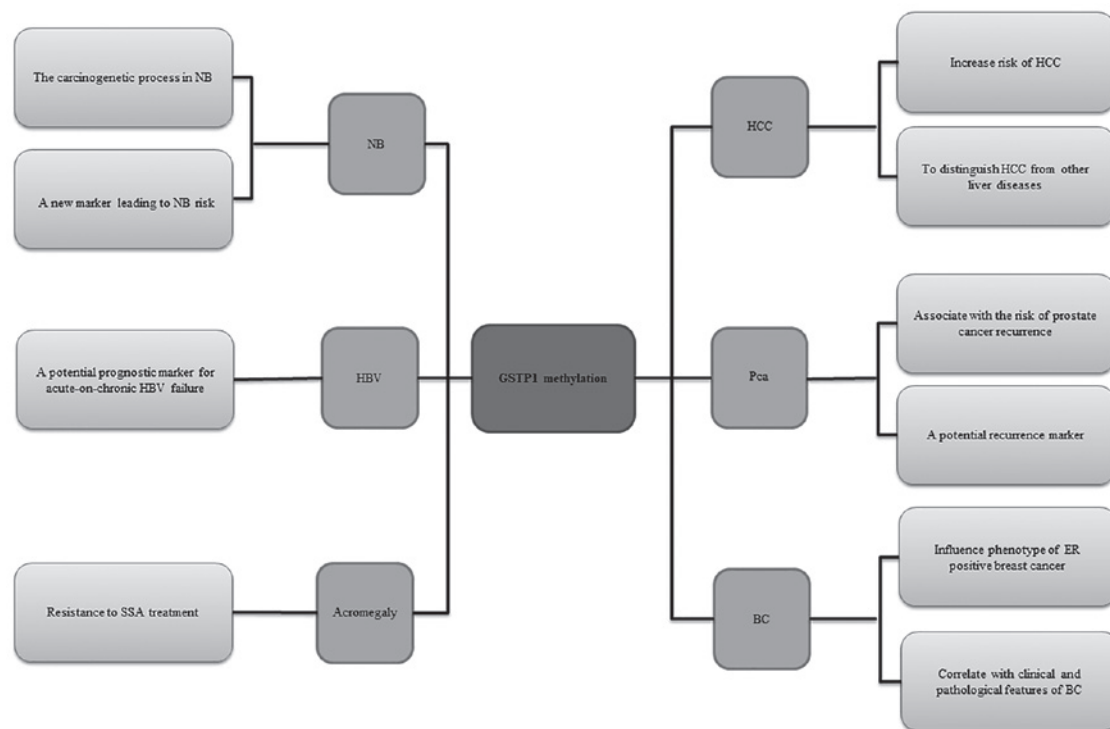 The carcinogenetic process in NB
A new marker leading to NB risk
NB
A potential prognostic marker for
acute-on-chronic HBV failure
HBV
Resistance to SSA treatment
Acromegaly
GSTP1 methylation
HCC
Increase risk of HCC
To distinguish HCC from other
liver diseases
Pca
Associate with the risk of prostate
cancer recurrence
A potential recurrence marker
BC
Influence phenotype of ER
positive breast cancer
Correlate with clinical and
pathological features of BC